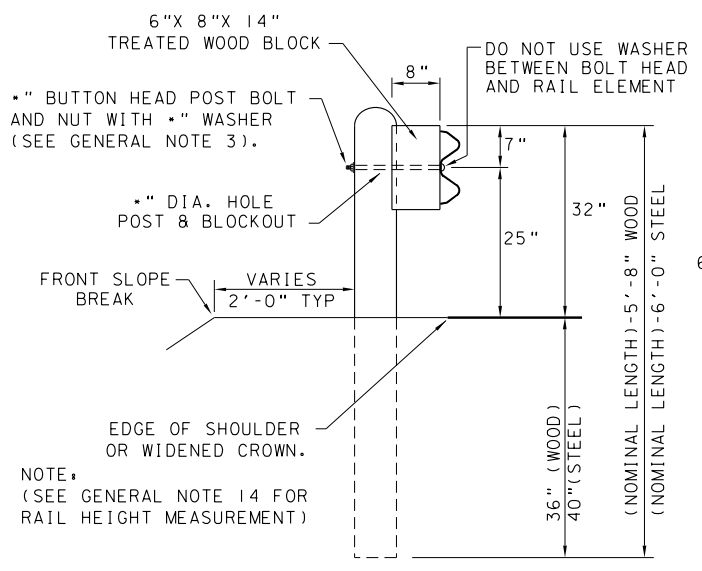 6"X 8"X 14"
TREATED WOOD BLOCK
8"
DO NOT USE WASHER
BETWEEN BOLT HEAD
AND RAIL ELEMENT
*" BUTTON HEAD POST BOLT
AND NUT WITH *" WASHER
(SEE GENERAL NOTE 3).
7"
*" DIA. HOLE
POST & BLOCKOUT
32"
25"
(NOMINAL LENGTH)-5'-8" WOOD
(NOMINAL LENGTH)-6'-0" STEEL
6
FRONT SLOPE
BREAK
VARIES
2'-0" TYP
EDGE OF SHOULDER
OR WIDENED CROWN.
36" (WOOD)
40"(STEEL)
NOTE:
(SEE GENERAL NOTE 14 FOR
RAIL HEIGHT MEASUREMENT)